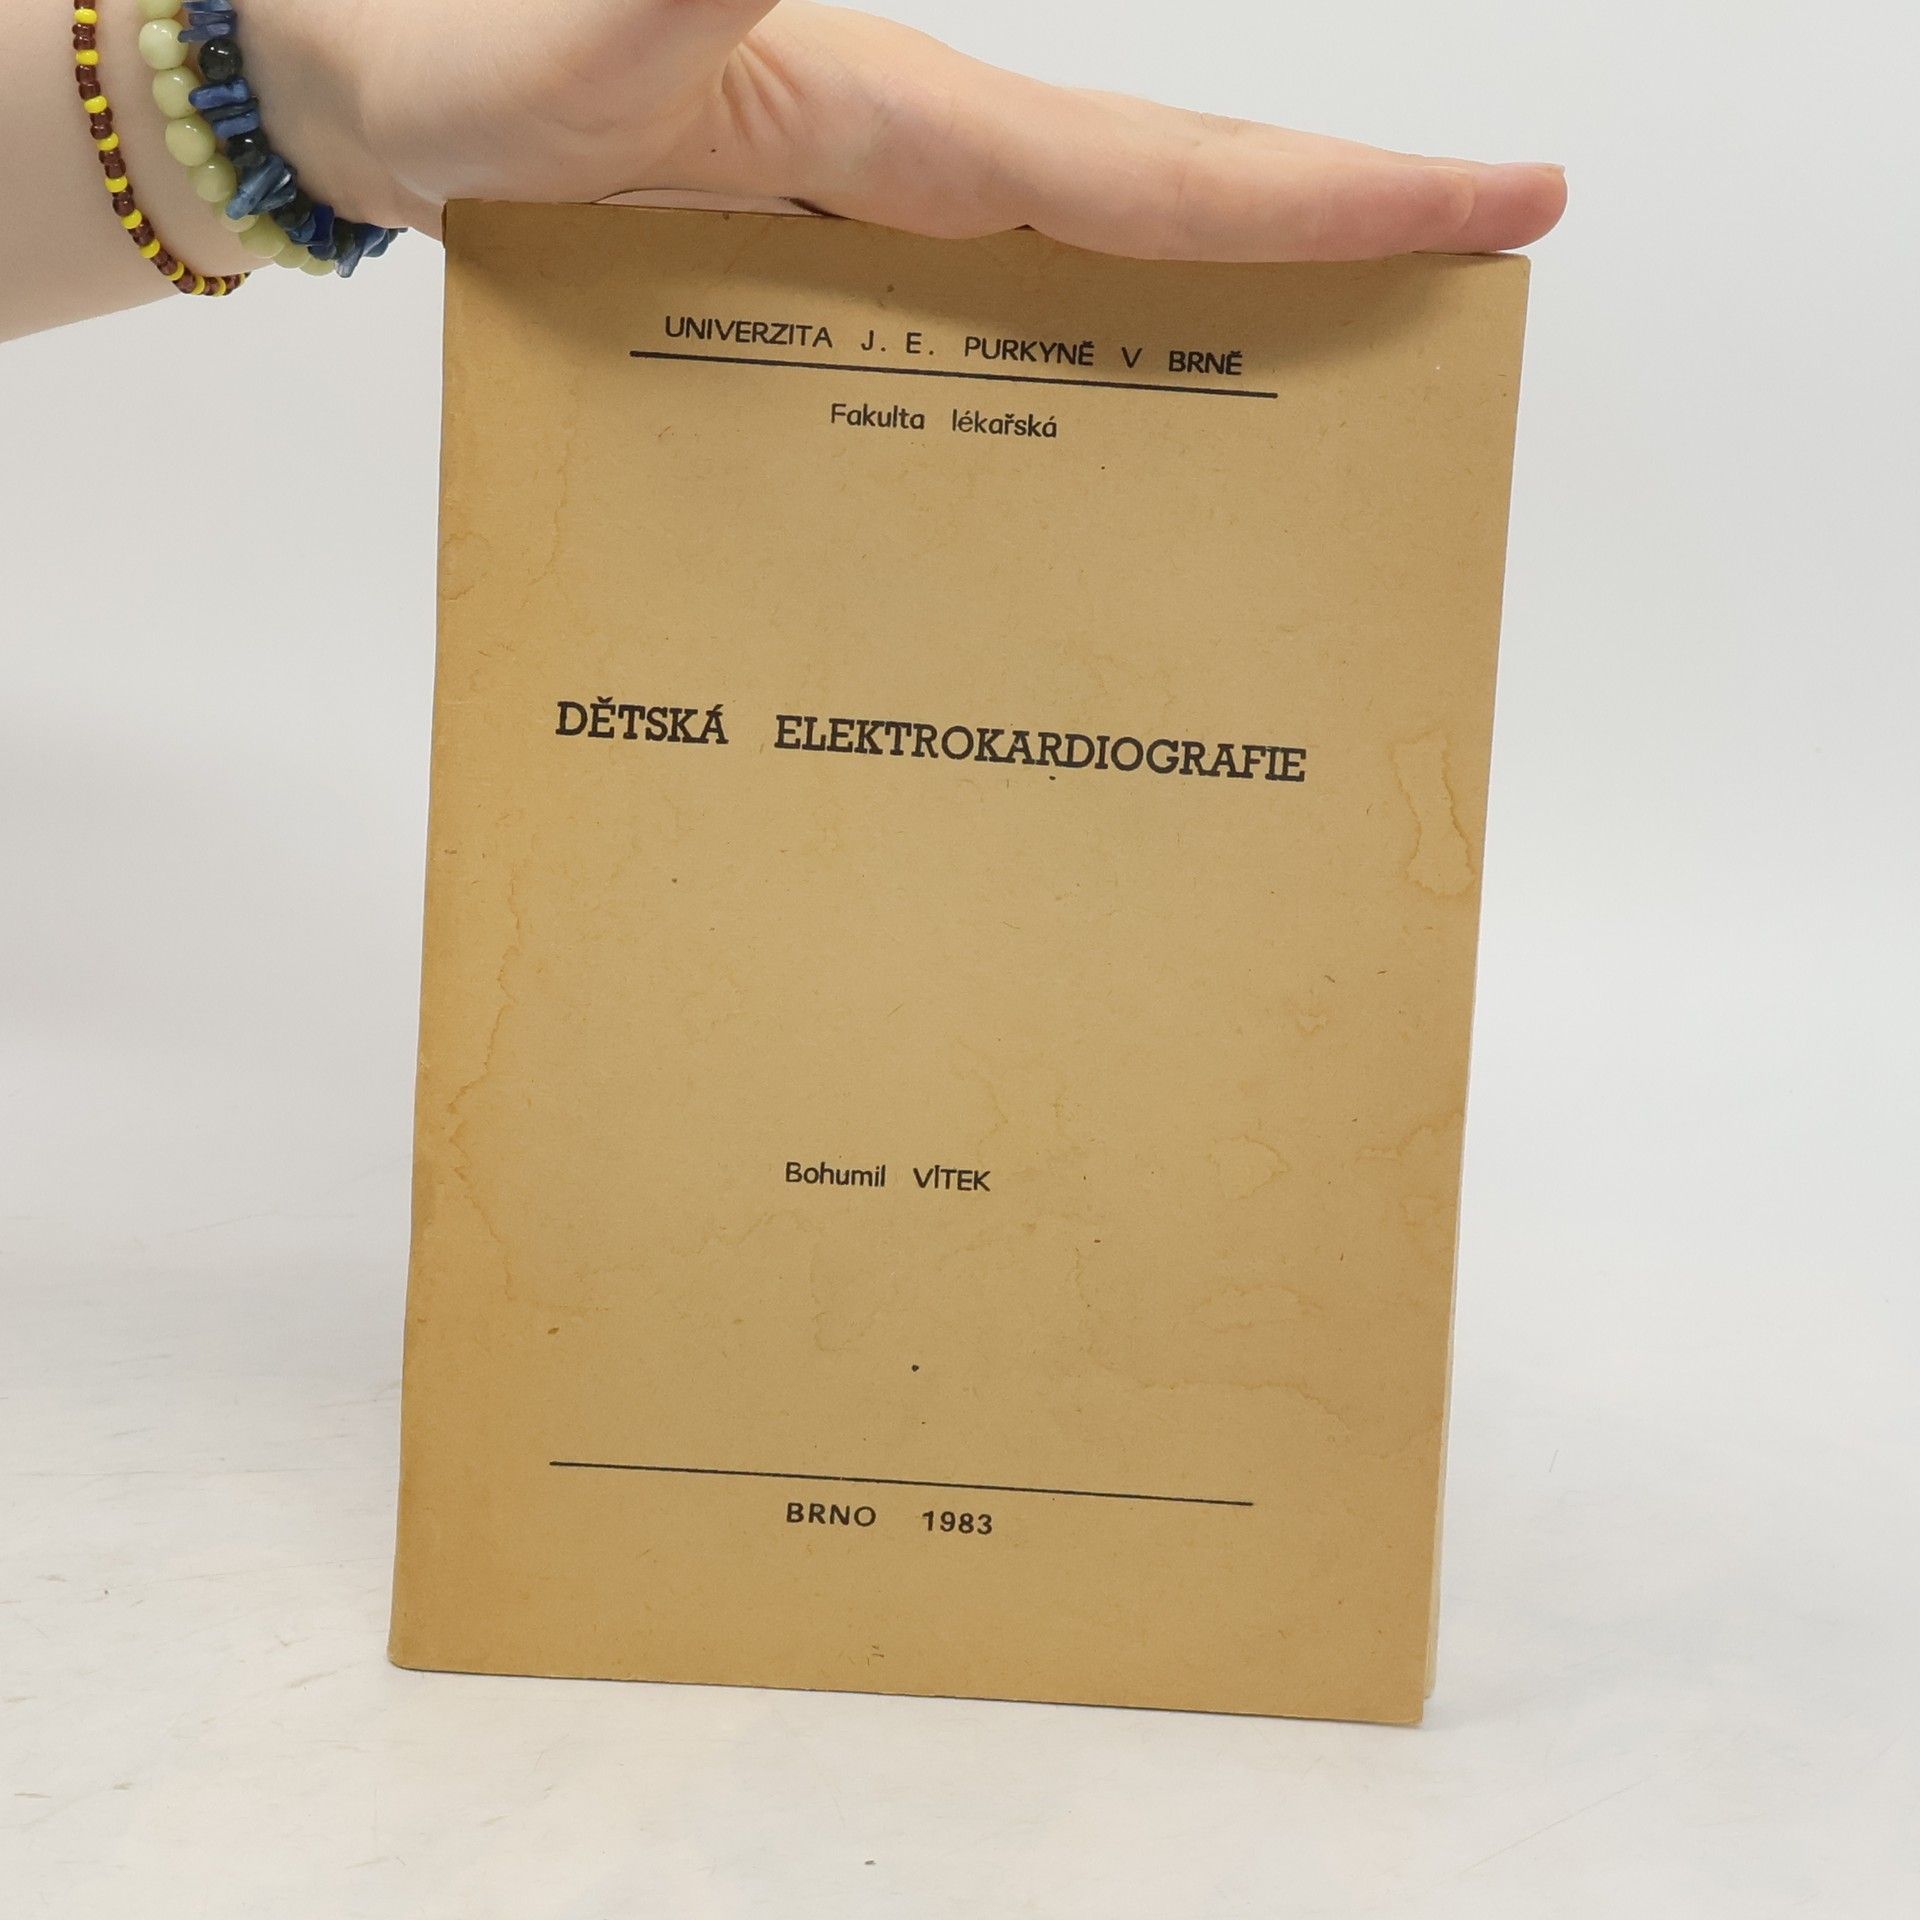 UNIVERZITA J. E. PURKYNĚ V BRNĚ
Fakulta lékařská
DĚTSKÁ ELEKTROKARDIOGRAFIE
Bohumil VÍTEK
BRNO 1983